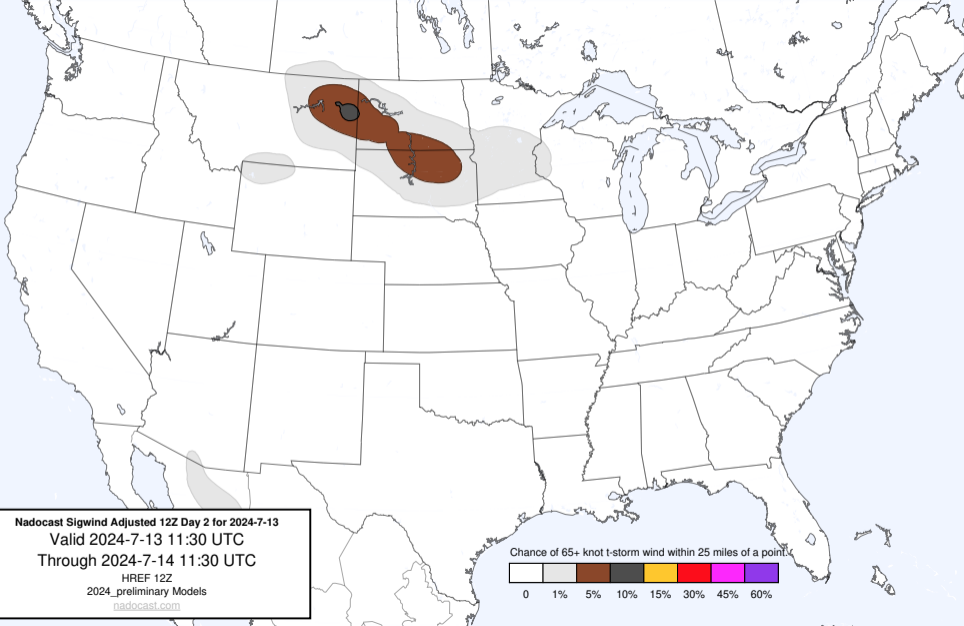 Nadocast Sigwind Adjusted 12Z Day 2 for 2024-7-13
Valid 2024-7-13 11:30 UTC
Through 2024-7-14 11:30 UTC
HREF 12Z
2024_preliminary Models
nadocast.com
Chance of 65+ knot t-storm wind within 25 miles of a point.
0 1% 5% 10% 15% 30% 45% 60%